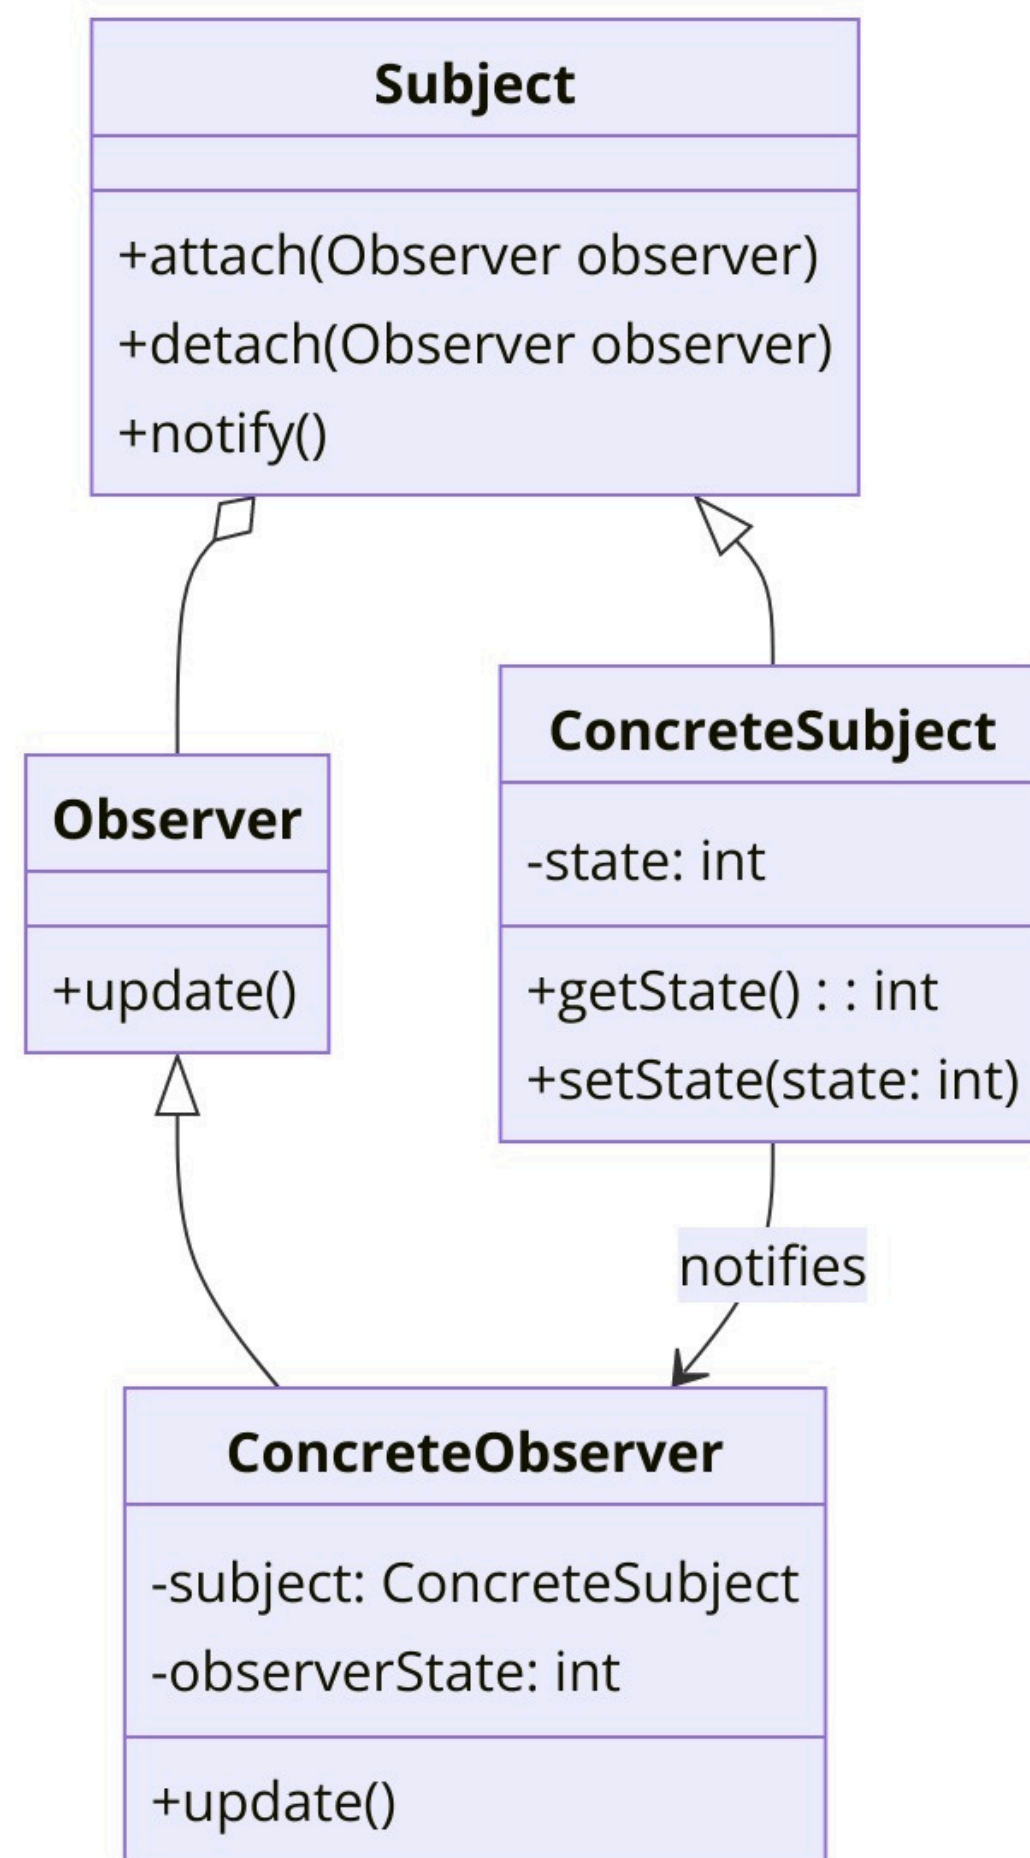 Subject
+attach(Observer observer)
+detach(Observer observer)
+notify()
Observer
+update()
ConcreteSubject
-state: int
+getState() : : int
+setState(state: int)
notifies
ConcreteObserver
-subject: ConcreteSubject
-observerState: int
+update()